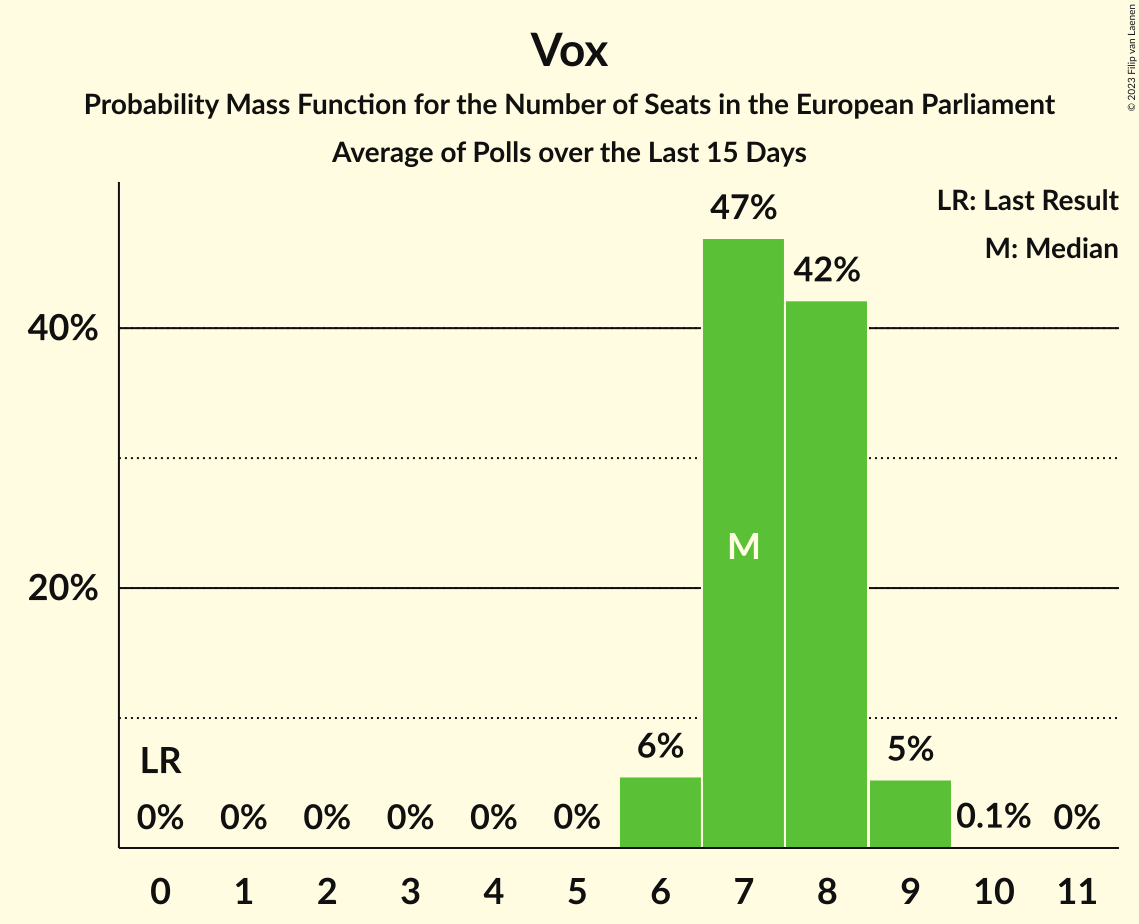 Vox
Probability Mass Function for the Number of Seats in the European Parliament
Average of Polls over the Last 15 Days
© 2023 Filip van Laenen
LR: Last Result
M: Median
47%
42%
40%
M
20%
LR
6%
5%
0% 0% 0% 0% 0% 0% 0.1% 0%
0 1 2 3 4 5 6 7 8 9 10 11